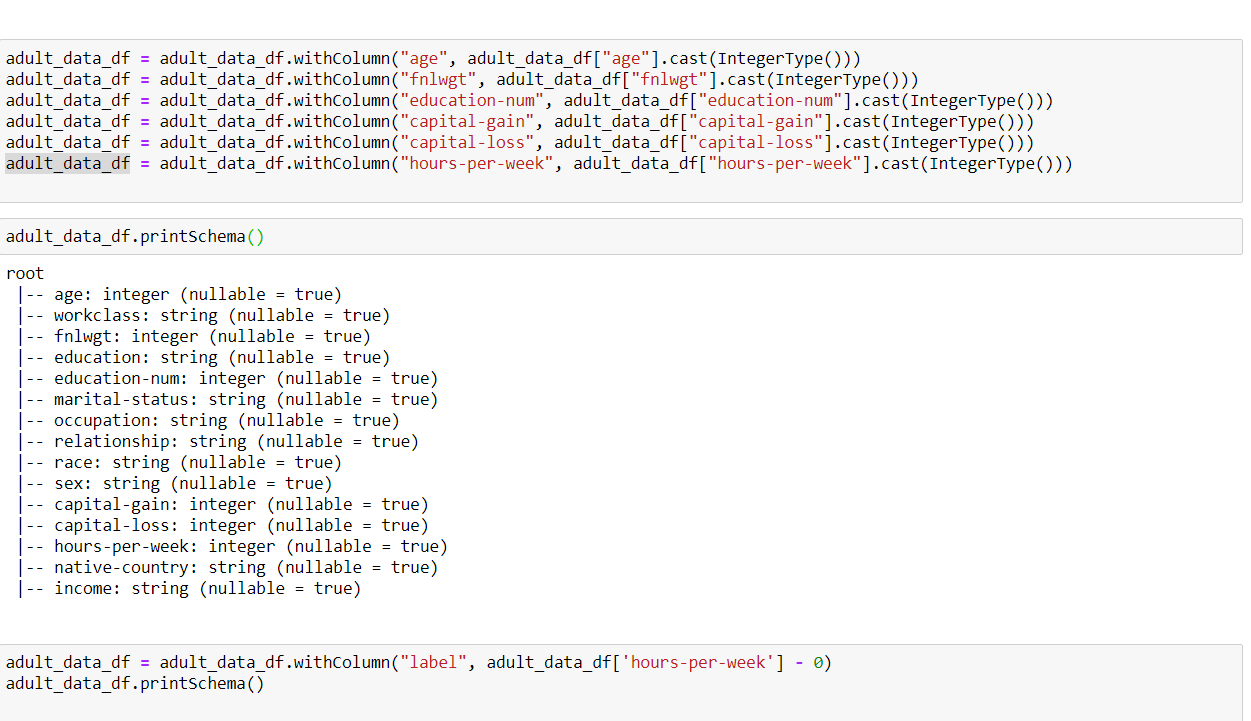 adult_data_df = adult_data_df.withColumn("age", adult_data_df["age"].cast(IntegerType()))
adult_data_df = adult_data_df.withColumn("fnlwgt", adult_data_df["fnlwgt"].cast(IntegerType()))
adult_data_df = adult_data_df.withColumn("education-num", adult_data_df["education-num"].cast(IntegerType()))
adult_data_df = adult_data_df.withColumn("capital-gain", adult_data_df["capital-gain"].cast(IntegerType()))
adult_data_df = adult_data_df.withColumn("capital-loss", adult_data_df["capital-loss"].cast(IntegerType()))
adult_data_df = adult_data_df.withColumn("hours-per-week", adult_data_df["hours-per-week"].cast(IntegerType()))
adult_data_df.printSchema()
root
 |-- age: integer (nullable = true)
 |-- workclass: string (nullable = true)
 |-- fnlwgt: integer (nullable = true)
 |-- education: string (nullable = true)
 |-- education-num: integer (nullable = true)
 |-- marital-status: string (nullable = true)
 |-- occupation: string (nullable = true)
 |-- relationship: string (nullable = true)
 |-- race: string (nullable = true)
 |-- sex: string (nullable = true)
 |-- capital-gain: integer (nullable = true)
 |-- capital-loss: integer (nullable = true)
 |-- hours-per-week: integer (nullable = true)
 |-- native-country: string (nullable = true)
 |-- income: string (nullable = true)
adult_data_df = adult_data_df.withColumn("label", adult_data_df['hours-per-week'] - 0)
adult_data_df.printSchema()